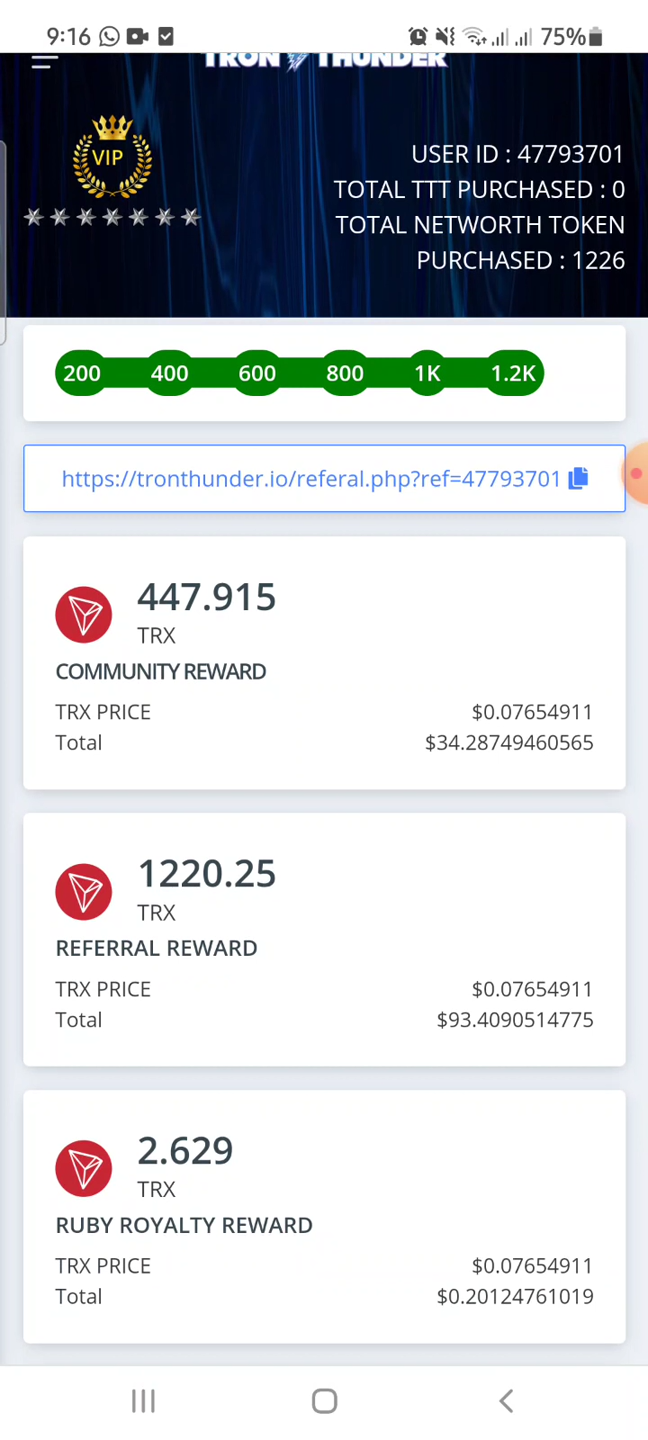 9:16 75%
TRON THUNDER
VIP
USER ID : 47793701
TOTAL TTT PURCHASED : 0
TOTAL NETWORTH TOKEN
PURCHASED : 1226
200 400 600 800 1K 1.2K
https://tronthunder.io/referal.php?ref=47793701
447.915
TRX
COMMUNITY REWARD
TRX PRICE $0.07654911
Total $34.28749460565
1220.25
TRX
REFERRAL REWARD
TRX PRICE $0.07654911
Total $93.4090514775
2.629
TRX
RUBY ROYALTY REWARD
TRX PRICE $0.07654911
Total $0.20124761019